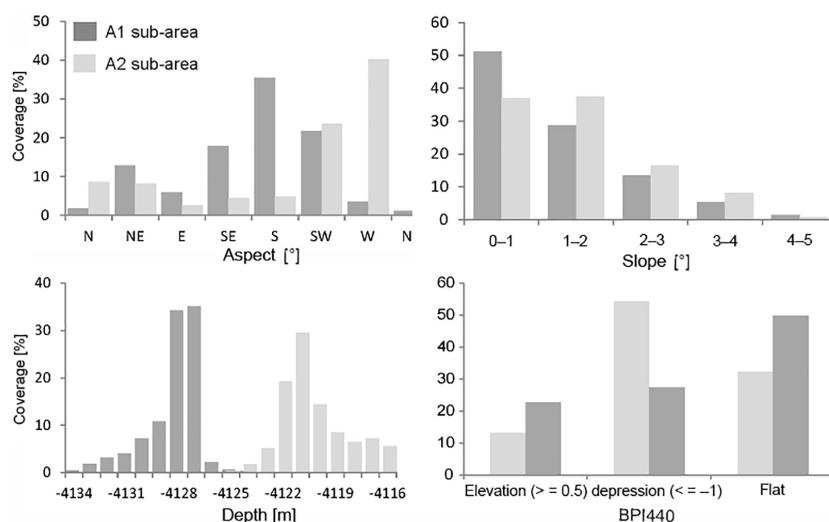 50
40
30
20
10
0
Coverage [%]
A1 sub-area
A2 sub-area
N NE E SE S SW W N
Aspect [°]
60
50
40
30
20
10
0
0–1 1–2 2–3 3–4 4–5
Slope [°]
40
30
20
10
0
Coverage [%]
-4134 -4131 -4128 -4125 -4122 -4119 -4116
Depth [m]
60
50
40
30
20
10
0
Elevation (> = 0.5) depression (< = –1) Flat
BPI440